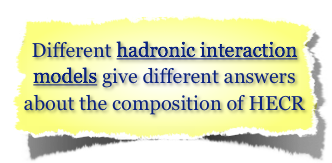 Different hadronic interaction
models give different answers
about the composition of HECR